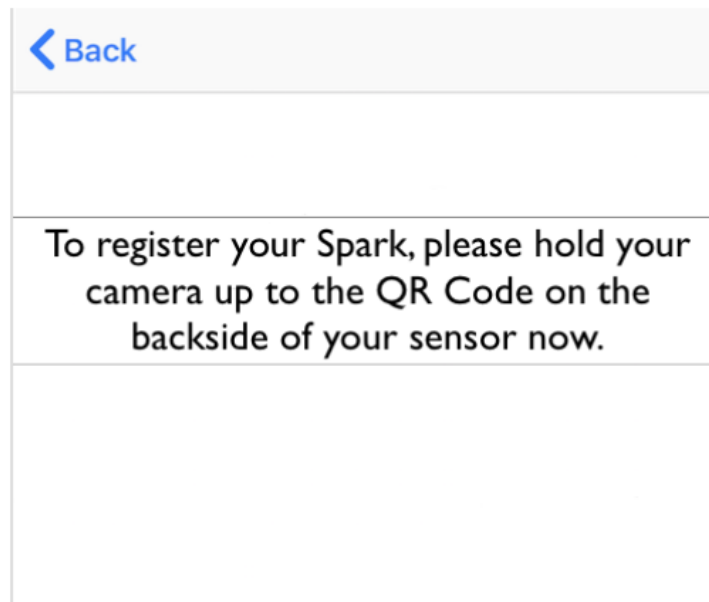 Back
To register your Spark, please hold your
camera up to the QR Code on the
backside of your sensor now.